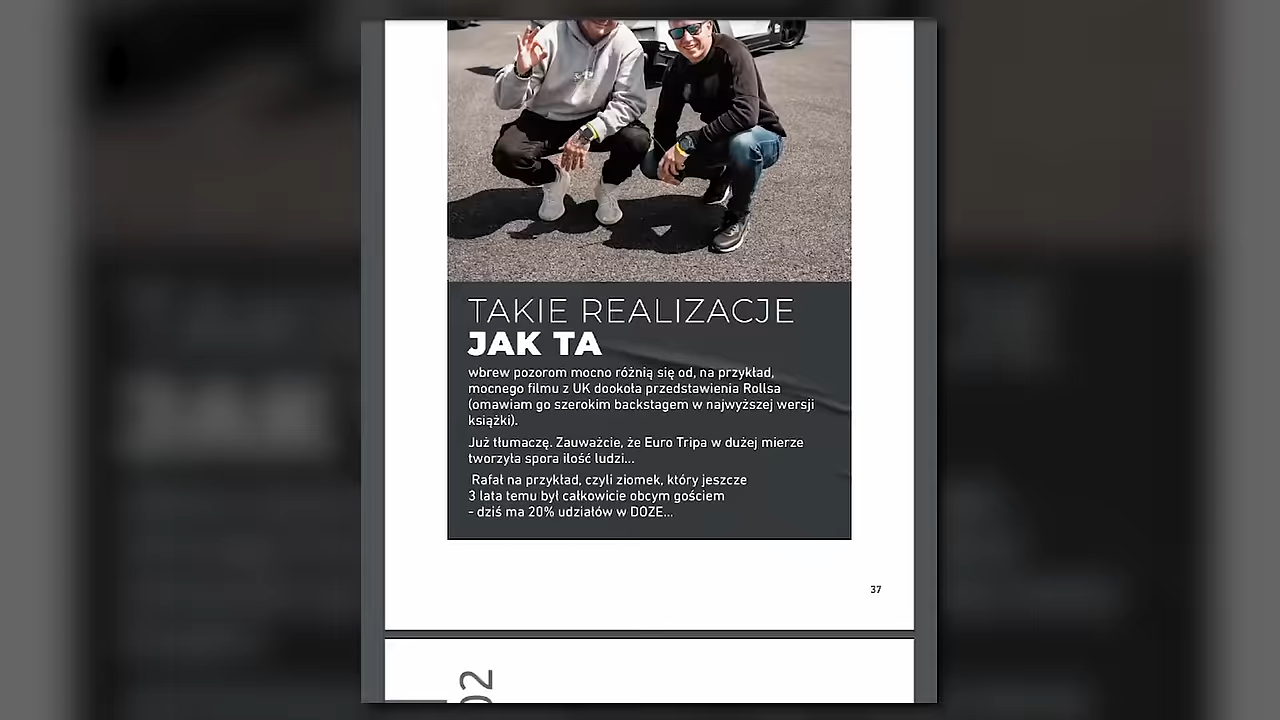 TAKIE REALIZACJE
JAK TA
wbrew pozorom mocno różnią się od, na przykład,
mocnego filmu z UK dookoła przedstawienia Rollsa
(omawiam go szerokim backstagem w najwyższej wersji
książki).
Już tłumaczę. Zauważcie, że Euro Tripa w dużej mierze
tworzyła spora ilość ludzi...
Rafał na przykład, czyli ziomek, który jeszcze
3 lata temu był całkowicie obcym gościem
- dziś ma 20% udziałów w DOZE...
37
02